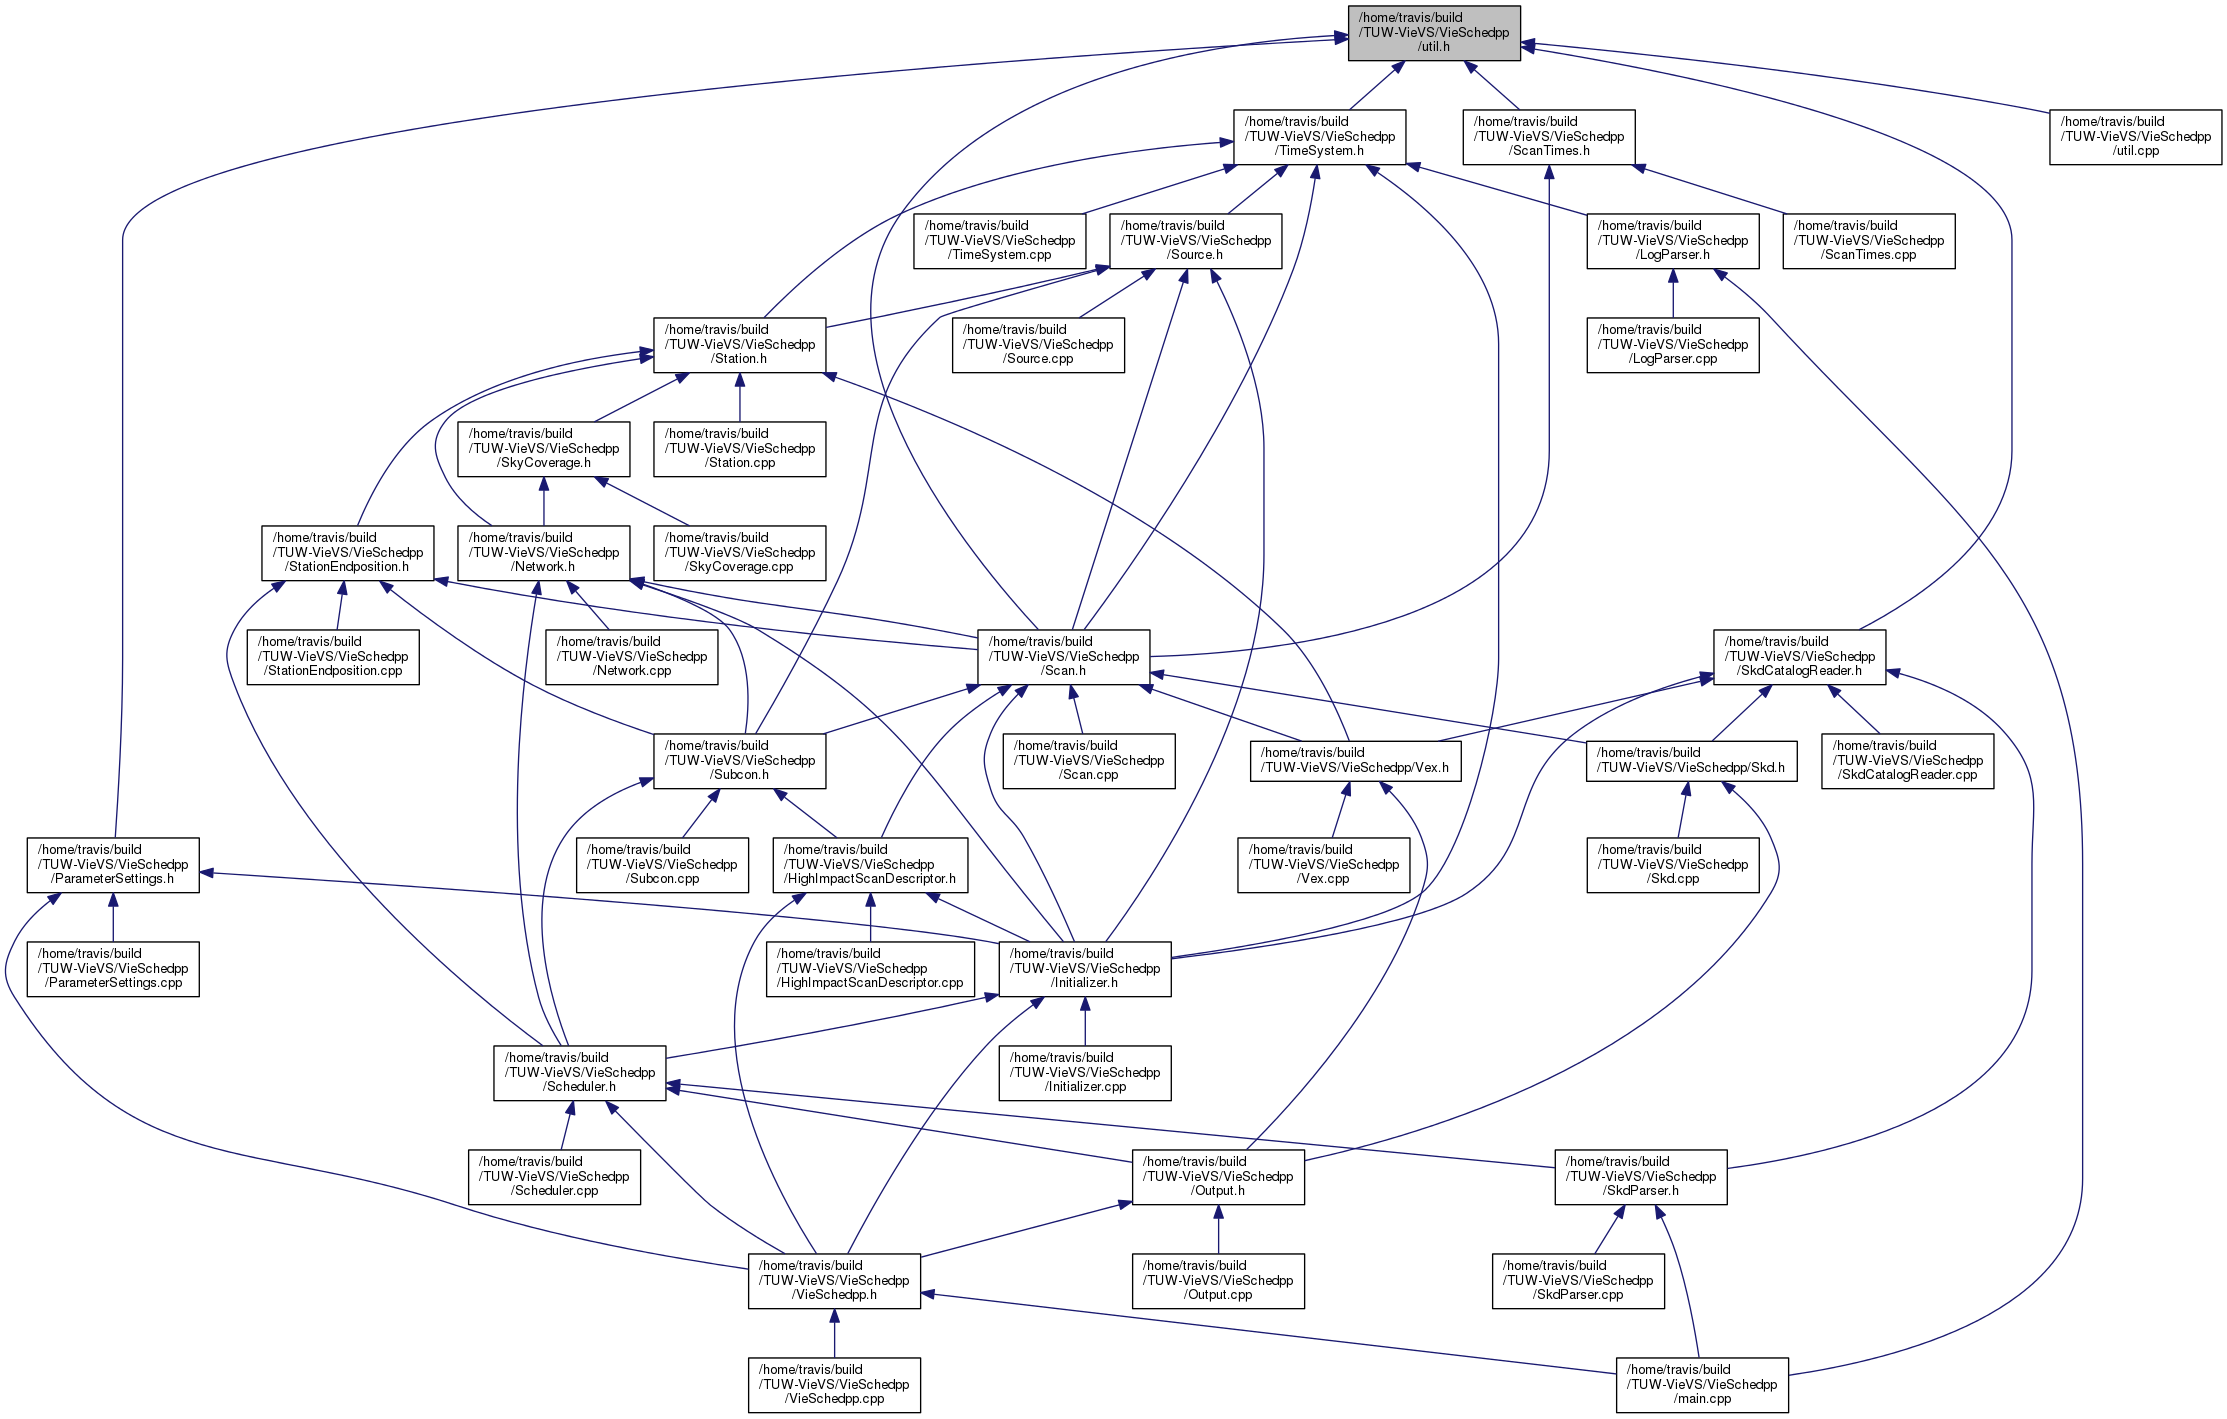 /home/travis/build
/TUW-VieVS/VieSchedpp
/util.h
/home/travis/build
/TUW-VieVS/VieSchedpp
/TimeSystem.h
/home/travis/build
/TUW-VieVS/VieSchedpp
/ScanTimes.h
/home/travis/build
/TUW-VieVS/VieSchedpp
/util.cpp
/home/travis/build
/TUW-VieVS/VieSchedpp
/TimeSystem.cpp
/home/travis/build
/TUW-VieVS/VieSchedpp
/Source.h
/home/travis/build
/TUW-VieVS/VieSchedpp
/LogParser.h
/home/travis/build
/TUW-VieVS/VieSchedpp
/ScanTimes.cpp
/home/travis/build
/TUW-VieVS/VieSchedpp
/Station.h
/home/travis/build
/TUW-VieVS/VieSchedpp
/Source.cpp
/home/travis/build
/TUW-VieVS/VieSchedpp
/LogParser.cpp
/home/travis/build
/TUW-VieVS/VieSchedpp
/SkyCoverage.h
/home/travis/build
/TUW-VieVS/VieSchedpp
/Station.cpp
/home/travis/build
/TUW-VieVS/VieSchedpp
/StationEndposition.h
/home/travis/build
/TUW-VieVS/VieSchedpp
/Network.h
/home/travis/build
/TUW-VieVS/VieSchedpp
/SkyCoverage.cpp
/home/travis/build
/TUW-VieVS/VieSchedpp
/StationEndposition.cpp
/home/travis/build
/TUW-VieVS/VieSchedpp
/Network.cpp
/home/travis/build
/TUW-VieVS/VieSchedpp
/Scan.h
/home/travis/build
/TUW-VieVS/VieSchedpp
/SkdCatalogReader.h
/home/travis/build
/TUW-VieVS/VieSchedpp
/Subcon.h
/home/travis/build
/TUW-VieVS/VieSchedpp
/Scan.cpp
/home/travis/build
/TUW-VieVS/VieSchedpp/Vex.h
/home/travis/build
/TUW-VieVS/VieSchedpp/Skd.h
/home/travis/build
/TUW-VieVS/VieSchedpp
/SkdCatalogReader.cpp
/home/travis/build
/TUW-VieVS/VieSchedpp
/ParameterSettings.h
/home/travis/build
/TUW-VieVS/VieSchedpp
/Subcon.cpp
/home/travis/build
/TUW-VieVS/VieSchedpp
/HighImpactScanDescriptor.h
/home/travis/build
/TUW-VieVS/VieSchedpp
/Vex.cpp
/home/travis/build
/TUW-VieVS/VieSchedpp
/Skd.cpp
/home/travis/build
/TUW-VieVS/VieSchedpp
/ParameterSettings.cpp
/home/travis/build
/TUW-VieVS/VieSchedpp
/HighImpactScanDescriptor.cpp
/home/travis/build
/TUW-VieVS/VieSchedpp
/Initializer.h
/home/travis/build
/TUW-VieVS/VieSchedpp
/Scheduler.h
/home/travis/build
/TUW-VieVS/VieSchedpp
/Initializer.cpp
/home/travis/build
/TUW-VieVS/VieSchedpp
/Scheduler.cpp
/home/travis/build
/TUW-VieVS/VieSchedpp
/Output.h
/home/travis/build
/TUW-VieVS/VieSchedpp
/SkdParser.h
/home/travis/build
/TUW-VieVS/VieSchedpp
/VieSchedpp.h
/home/travis/build
/TUW-VieVS/VieSchedpp
/Output.cpp
/home/travis/build
/TUW-VieVS/VieSchedpp
/SkdParser.cpp
/home/travis/build
/TUW-VieVS/VieSchedpp
/VieSchedpp.cpp
/home/travis/build
/TUW-VieVS/VieSchedpp
/main.cpp